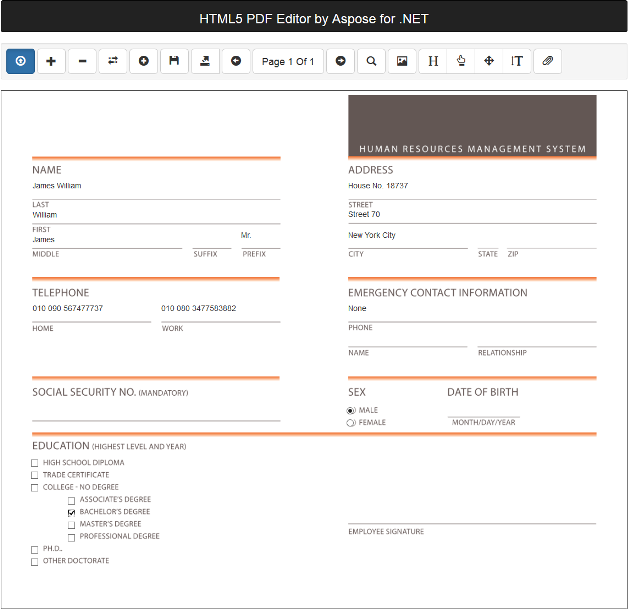 HTML5 PDF Editor by Aspose for .NET
Page 1 Of 1
H
T
HUMAN RESOURCES MANAGEMENT SYSTEM
NAME
James William
LAST
William
FIRST
James
Mr.
MIDDLE SUFFIX PREFIX
ADDRESS
House No. 18737
STREET
Street 70
New York City
CITY STATE ZIP
TELEPHONE
010 090 567477737 010 080 3477583882
HOME WORK
EMERGENCY CONTACT INFORMATION
None
PHONE
NAME RELATIONSHIP
SOCIAL SECURITY NO. (MANDATORY)
SEX DATE OF BIRTH
MALE
FEMALE MONTH/DAY/YEAR
EDUCATION (HIGHEST LEVEL AND YEAR)
HIGH SCHOOL DIPLOMA
TRADE CERTIFICATE
COLLEGE - NO DEGREE
ASSOCIATE'S DEGREE
BACHELOR'S DEGREE
MASTER'S DEGREE
PROFESSIONAL DEGREE
PH.D..
OTHER DOCTORATE
EMPLOYEE SIGNATURE